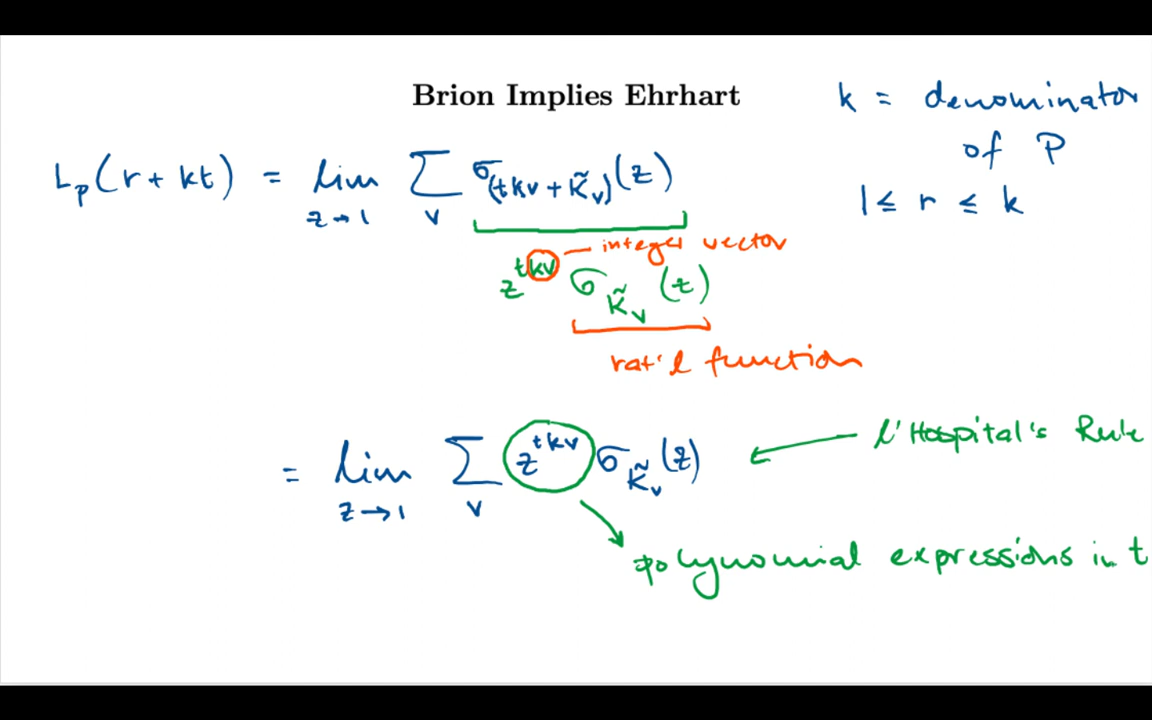 Brion Implies Ehrhart
k = denominator
of P
1 ≤ r ≤ k
L_P(r + kt) = lim_{z→1} Σ_v σ_{(tkv + K̃_v)}(z)
integer vector
z^{tkv} σ_{K̃_v}(z)
rat'l function
= lim_{z→1} Σ_v z^{tkv} σ_{K̃_v}(z)
l'Hospital's Rule
polynomial expressions in t